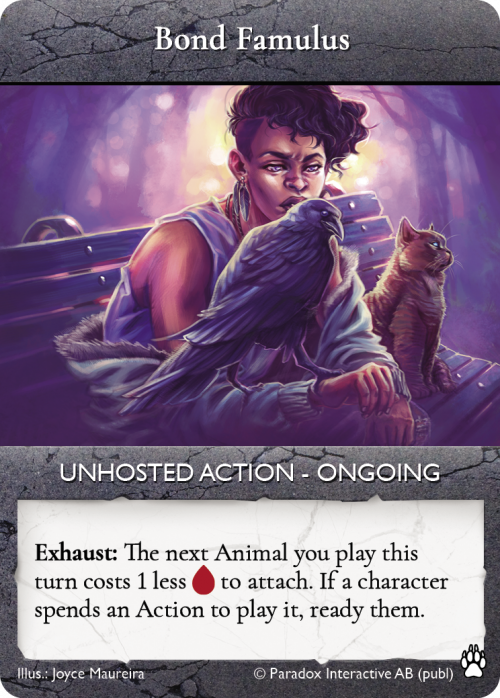 Bond Famulus
UNHOSTED ACTION - ONGOING
Exhaust: The next Animal you play this
turn costs 1 less to attach. If a character
spends an Action to play it, ready them.
Illus.: Joyce Maureira
© Paradox Interactive AB (publ)